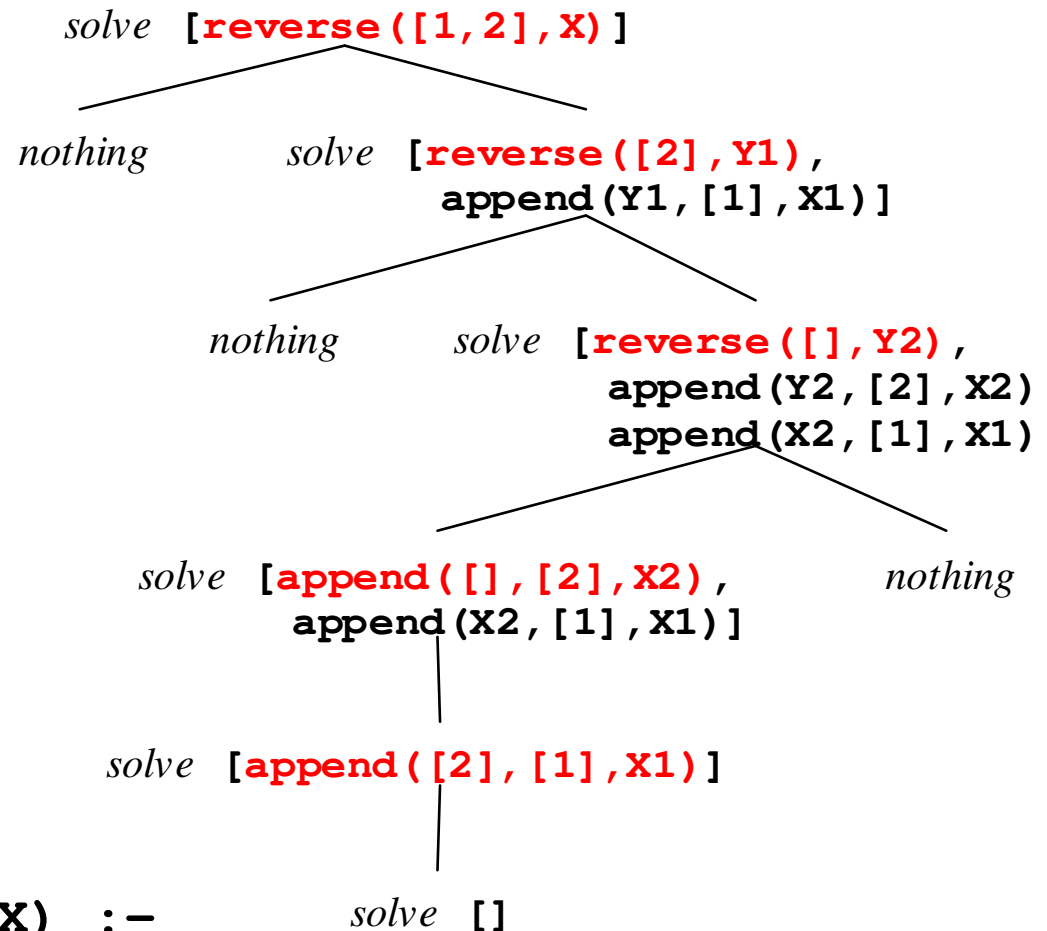 solve [reverse([1,2],X)]
nothing solve [reverse([2],Y1),
append(Y1,[1],X1)]
nothing solve [reverse([],Y2),
append(Y2,[2],X2)
append(X2,[1],X1)
solve [append([],[2],X2), nothing
append(X2,[1],X1)]
solve [append([2],[1],X1)]
X) :- solve []